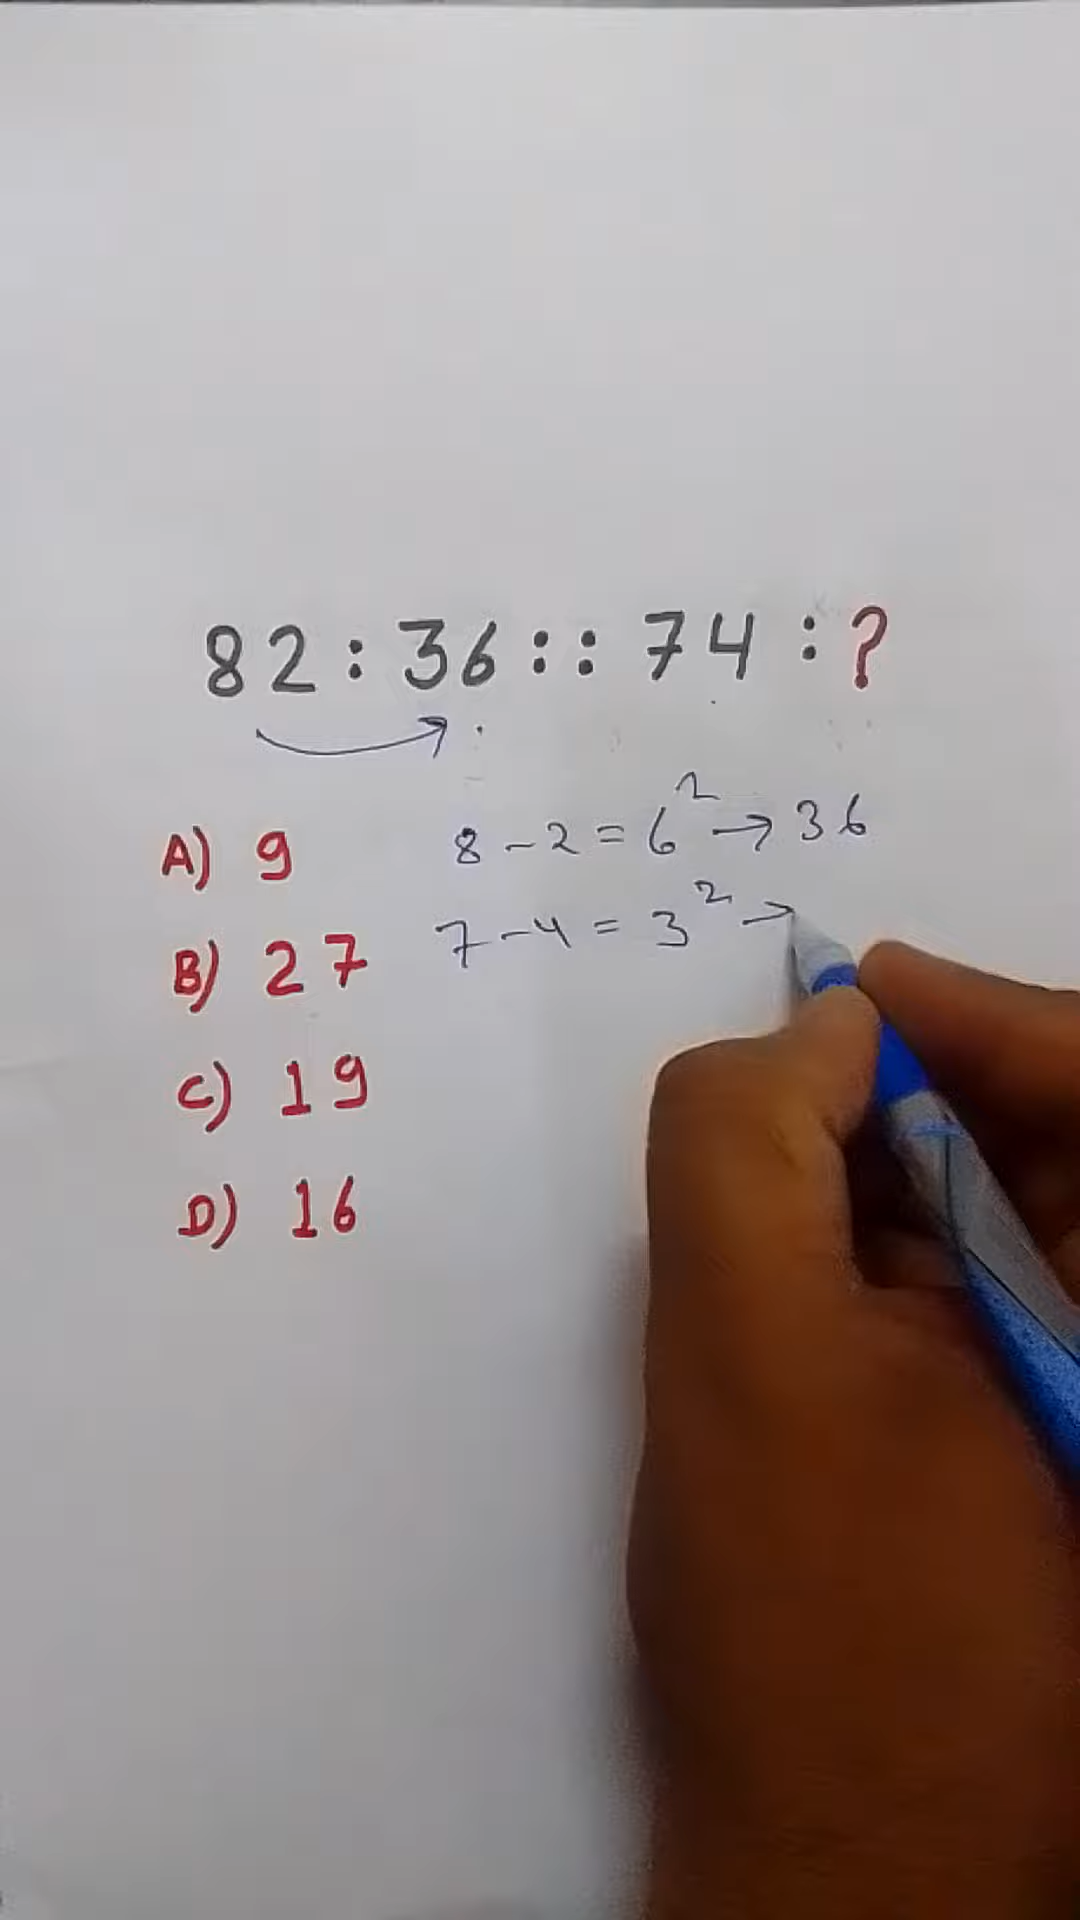 82 : 36 :: 74 : ?
A) 9
8 - 2 = 6² → 36
B) 27
7 - 4 = 3² →
C) 19
D) 16